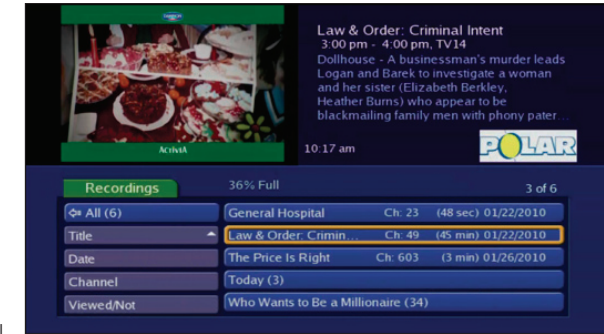 Law & Order: Criminal Intent
3:00 pm - 4:00 pm, TV14
Dollhouse - A businessman's murder leads
Logan and Barek to investigate a woman
and her sister (Elizabeth Berkley,
Heather Burns) who appear to be
blackmailing family men with phony pater...
ACTIVIA
10:17 am
POLAR
Recordings
36% Full
3 of 6
All (6)
General Hospital Ch: 23 (48 sec) 01/22/2010
Title
Law & Order: Crimin... Ch: 49 (45 min) 01/22/2010
Date
The Price Is Right Ch: 603 (3 min) 01/26/2010
Channel
Today (3)
Viewed/Not
Who Wants to Be a Millionaire (34)